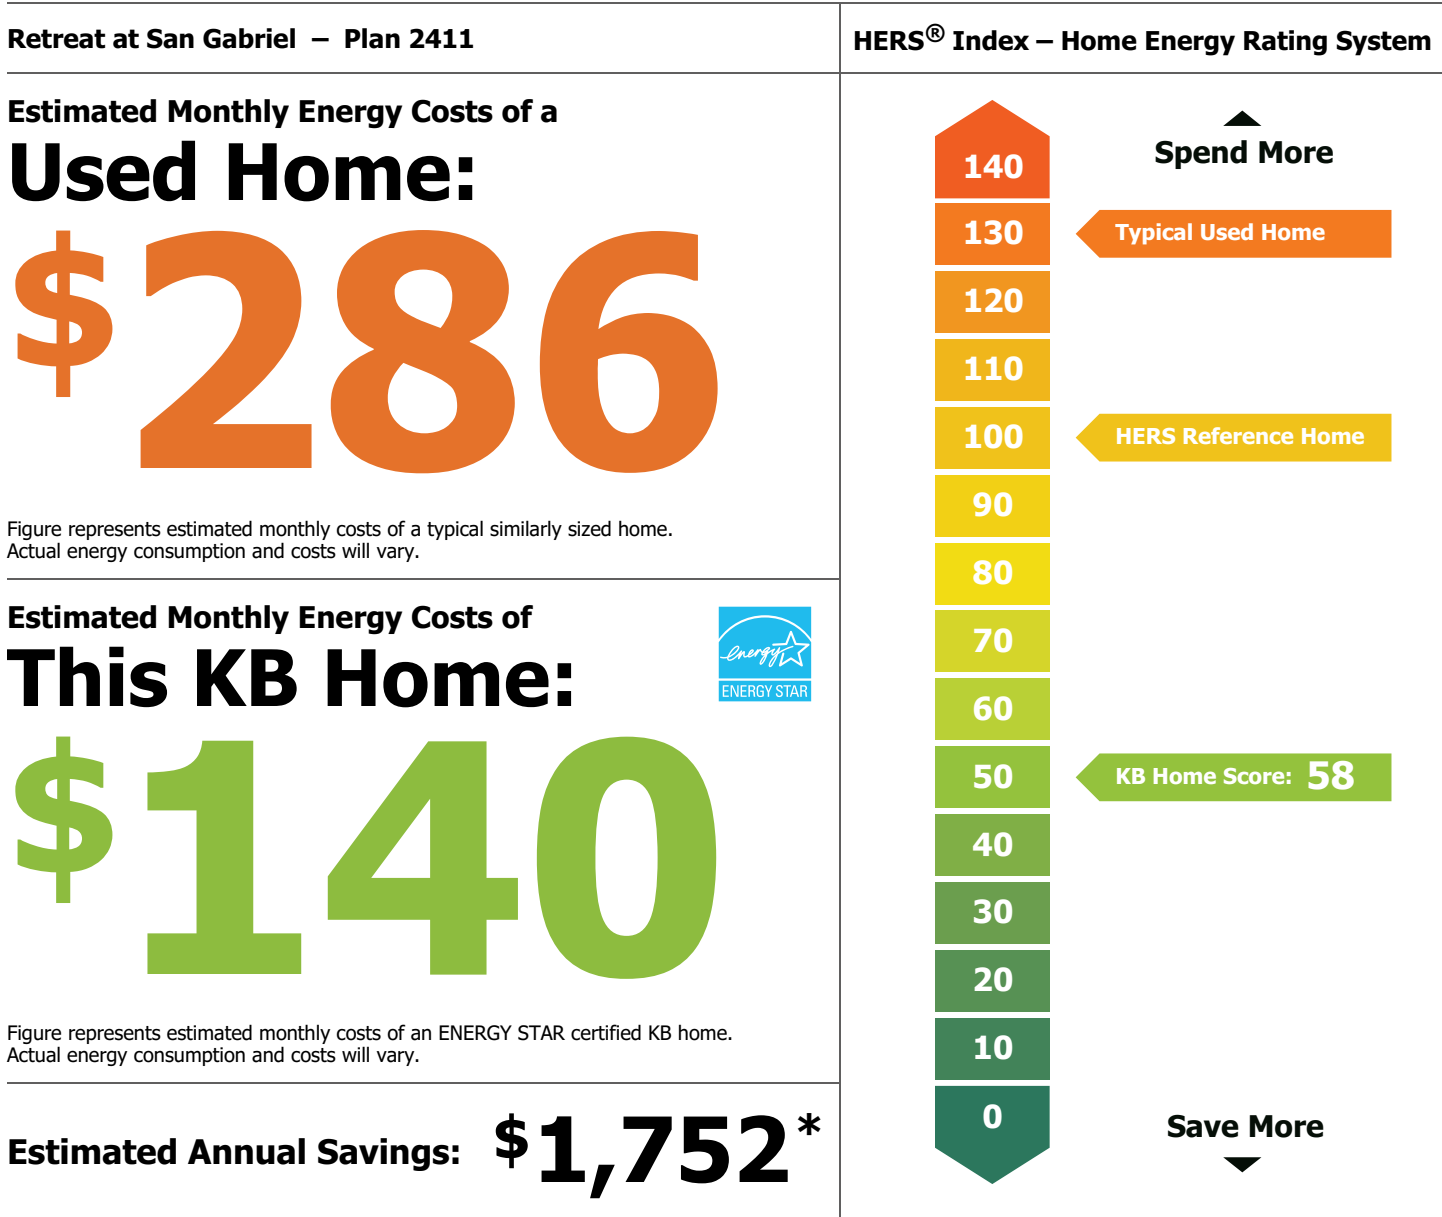 Retreat at San Gabriel – Plan 2411
Estimated Monthly Energy Costs of a
Used Home:
$286
Figure represents estimated monthly costs of a typical similarly sized home.
Actual energy consumption and costs will vary.
Estimated Monthly Energy Costs of
This KB Home:
energy
ENERGY STAR
$140
Figure represents estimated monthly costs of an ENERGY STAR certified KB home.
Actual energy consumption and costs will vary.
Estimated Annual Savings: $1,752*
HERS® Index – Home Energy Rating System
Spend More
140
130 Typical Used Home
120
110
100 HERS Reference Home
90
80
70
60
50 KB Home Score: 58
40
30
20
10
0
Save More